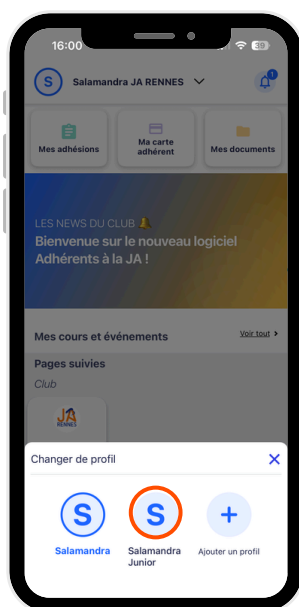 16:00
39
S
Salamandra JA RENNES
1
Mes adhésions
Ma carte
adhérent
Mes documents
LES NEWS DU CLUB
Bienvenue sur le nouveau logiciel
Adhérents à la JA !
Mes cours et événements
Voir tout >
Pages suivies
Club
JA
RENNES
Changer de profil
S
S
Salamandra
Salamandra
Junior
Ajouter un profil